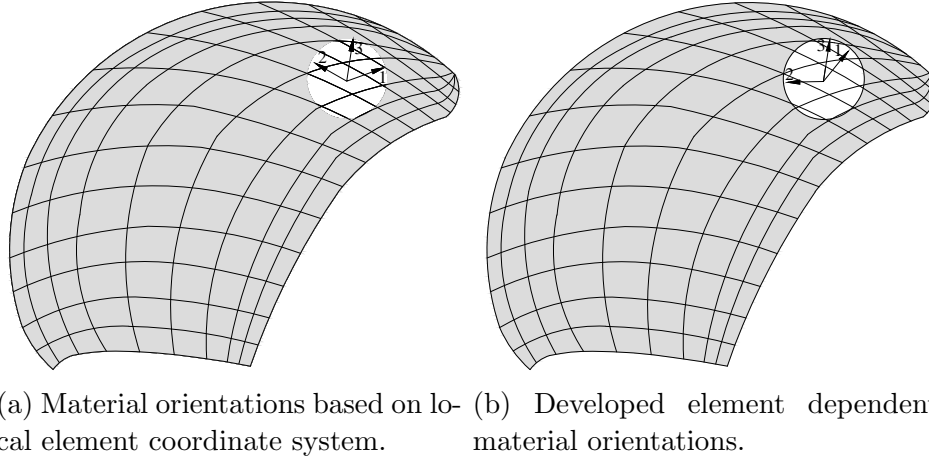 2
3
1
3
1
2
(a) Material orientations based on lo-
cal element coordinate system.
(b) Developed element dependent
material orientations.